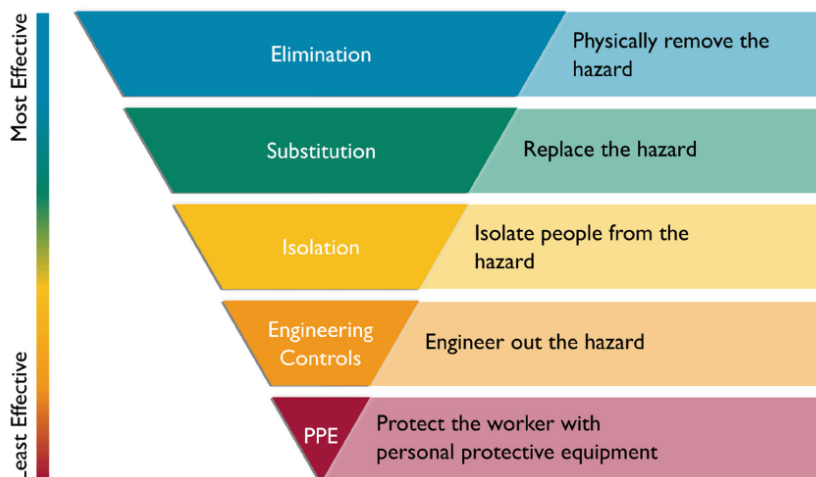 Most Effective
Elimination
Physically remove the
hazard
Substitution
Replace the hazard
Isolation
Isolate people from the
hazard
Engineering
Controls
Engineer out the hazard
Least Effective
PPE
Protect the worker with
personal protective equipment